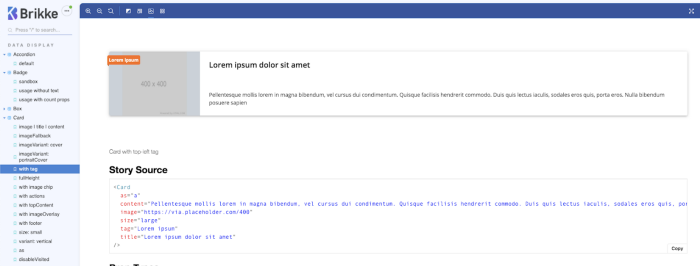 Brikke
Press "/" to search...
DATA DISPLAY
Accordion
default
Badge
sandbox
usage without text
usage with count props
Box
Card
image / title / content
imageFallback
imageVariant: cover
imageVariant:
portraitCover
with tag
fullHeight
with image chip
with actions
with topContent
with imageOverlay
with footer
size: small
variant: vertical
as
disableVisited
Lorem ipsum
400 x 400
Lorem ipsum dolor sit amet
Pellentesque mollis lorem in magna bibendum, vel cursus dui condimentum. Quisque facilisis hendrerit commodo. Duis quis lectus iaculis, sodales eros quis, porta eros. Nulla bibendum
posuere sapien
Card with top left tag
Story Source
<Card
as="a"
content="Pellentesque mollis lorem in magna bibendum, vel cursus dui condimentum. Quisque facilisis hendrerit commodo. Duis quis lectus iaculis, sodales eros quis, por
image="https://via.placeholder.com/400"
size="large"
tag="Lorem ipsum"
title="Lorem ipsum dolor sit amet"
/>
Copy